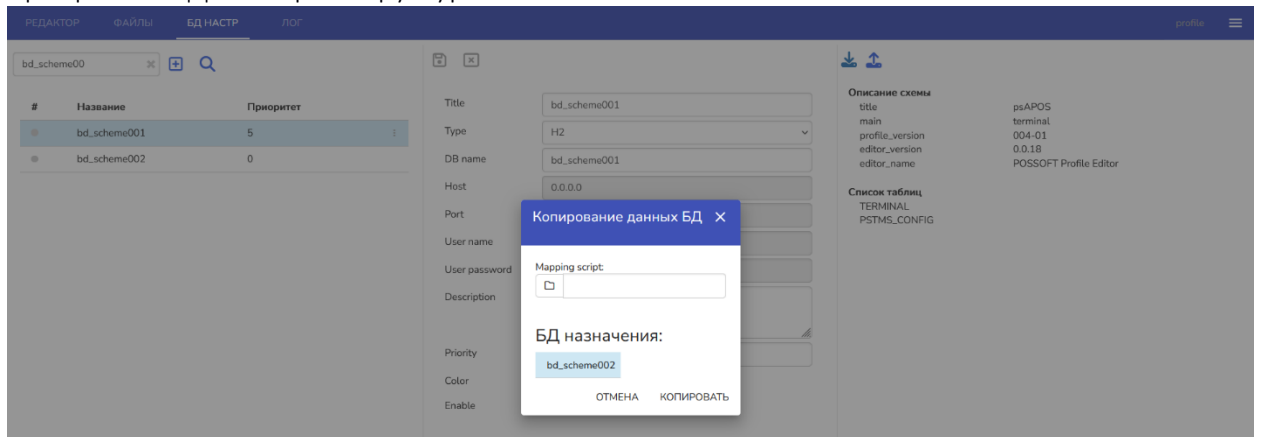 РЕДАКТОР ФАЙЛЫ БД НАСТР ЛОГ profile
bd_scheme00
# Название Приоритет
bd_scheme001 5
bd_scheme002 0
Title bd_scheme001
Type H2
DB name bd_scheme001
Host 0.0.0.0
Port
User name
User password
Description
Priority
Color
Enable
Копирование данных БД
Mapping script:
БД назначения:
bd_scheme002
ОТМЕНА КОПИРОВАТЬ
Описание схемы
title psAPOS
main terminal
profile_version 004-01
editor_version 0.0.18
editor_name POSSOFT Profile Editor
Список таблиц
TERMINAL
PSTMS_CONFIG